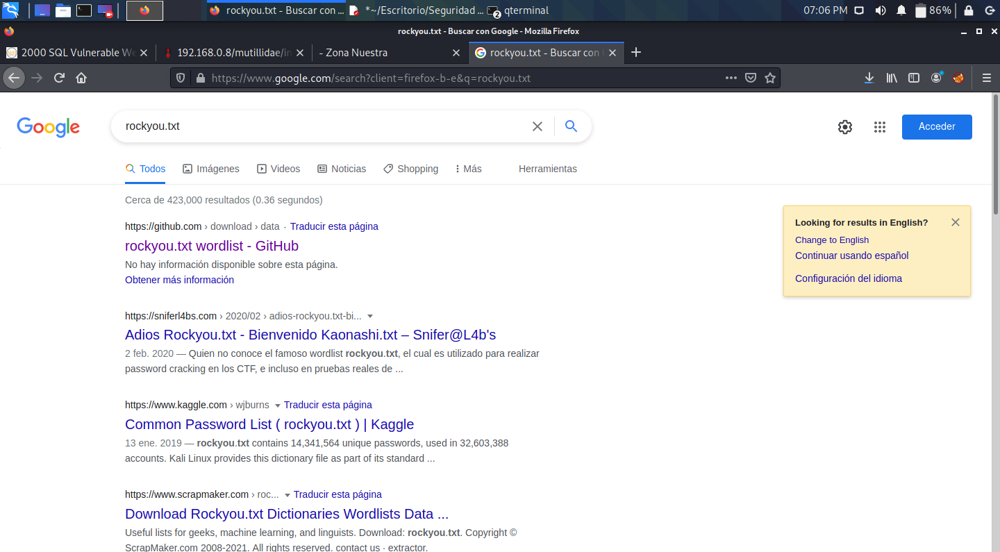 rockyou.txt - Buscar con ...
*~/Escritorio/Seguridad ...
2
qterminal
07:06 PM
86%
rockyou.txt - Buscar con Google - Mozilla Firefox
2000 SQL Vulnerable We
192.168.0.8/mutillidae/in
- Zona Nuestra
rockyou.txt - Buscar con G
https://www.google.com/search?client=firefox-b-e&q=rockyou.txt
Google
rockyou.txt
Acceder
Todos
Imágenes
Videos
Noticias
Shopping
Más
Herramientas
Cerca de 423,000 resultados (0.36 segundos)
https://github.com › download › data · Traducir esta página
rockyou.txt wordlist - GitHub
No hay información disponible sobre esta página.
Obtener más información
https://sniferl4bs.com › 2020/02 › adios-rockyou.txt-bi...
Adios Rockyou.txt - Bienvenido Kaonashi.txt – Snifer@L4b's
2 feb. 2020 — Quien no conoce el famoso wordlist rockyou.txt, el cual es utilizado para realizar
password cracking en los CTF, e incluso en pruebas reales de ...
https://www.kaggle.com › wjburns Traducir esta página
Common Password List ( rockyou.txt ) | Kaggle
13 ene. 2019 — rockyou.txt contains 14,341,564 unique passwords, used in 32,603,388
accounts. Kali Linux provides this dictionary file as part of its standard ...
https://www.scrapmaker.com › roc... Traducir esta página
Download Rockyou.txt Dictionaries Wordlists Data ...
Useful lists for geeks, machine learning, and linguists. Download: rockyou.txt. Copyright ©
ScrapMaker.com 2008-2021. All rights reserved. contact us · extractor.
Looking for results in English?
Change to English
Continuar usando español
Configuración del idioma